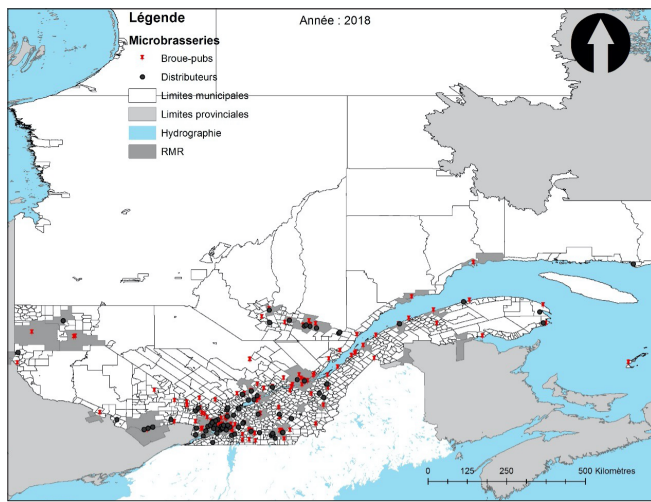 Légende
Année : 2018
Microbrasseries
Broue-pubs
Distributeurs
Limites municipales
Limites provinciales
Hydrographie
RMR
0 125 250 500 Kilomètres